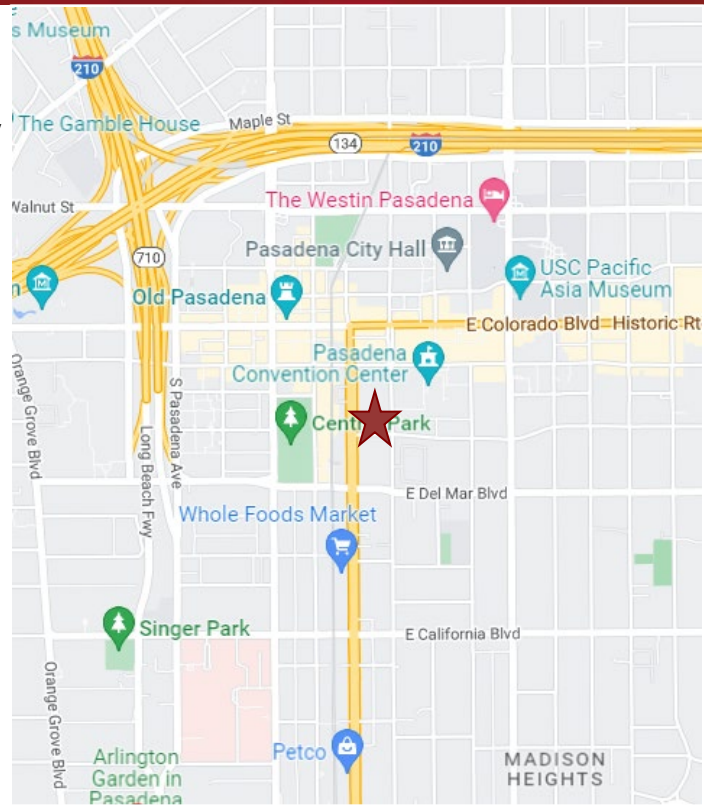 s Museum
210
The Gamble House
Maple St
134
210
Walnut St
The Westin Pasadena
710
Pasadena City Hall
USC Pacific
Asia Museum
Old Pasadena
E Colorado Blvd
Historic Rt
Pasadena
Convention Center
Orange Grove Blvd
S Pasadena Ave
Park
Long Beach Fwy
E Del Mar Blvd
Whole Foods Market
Singer Park
E California Blvd
Orange Grove Blvd
Arlington
Garden in
Pasadena
Petco
MADISON
HEIGHTS